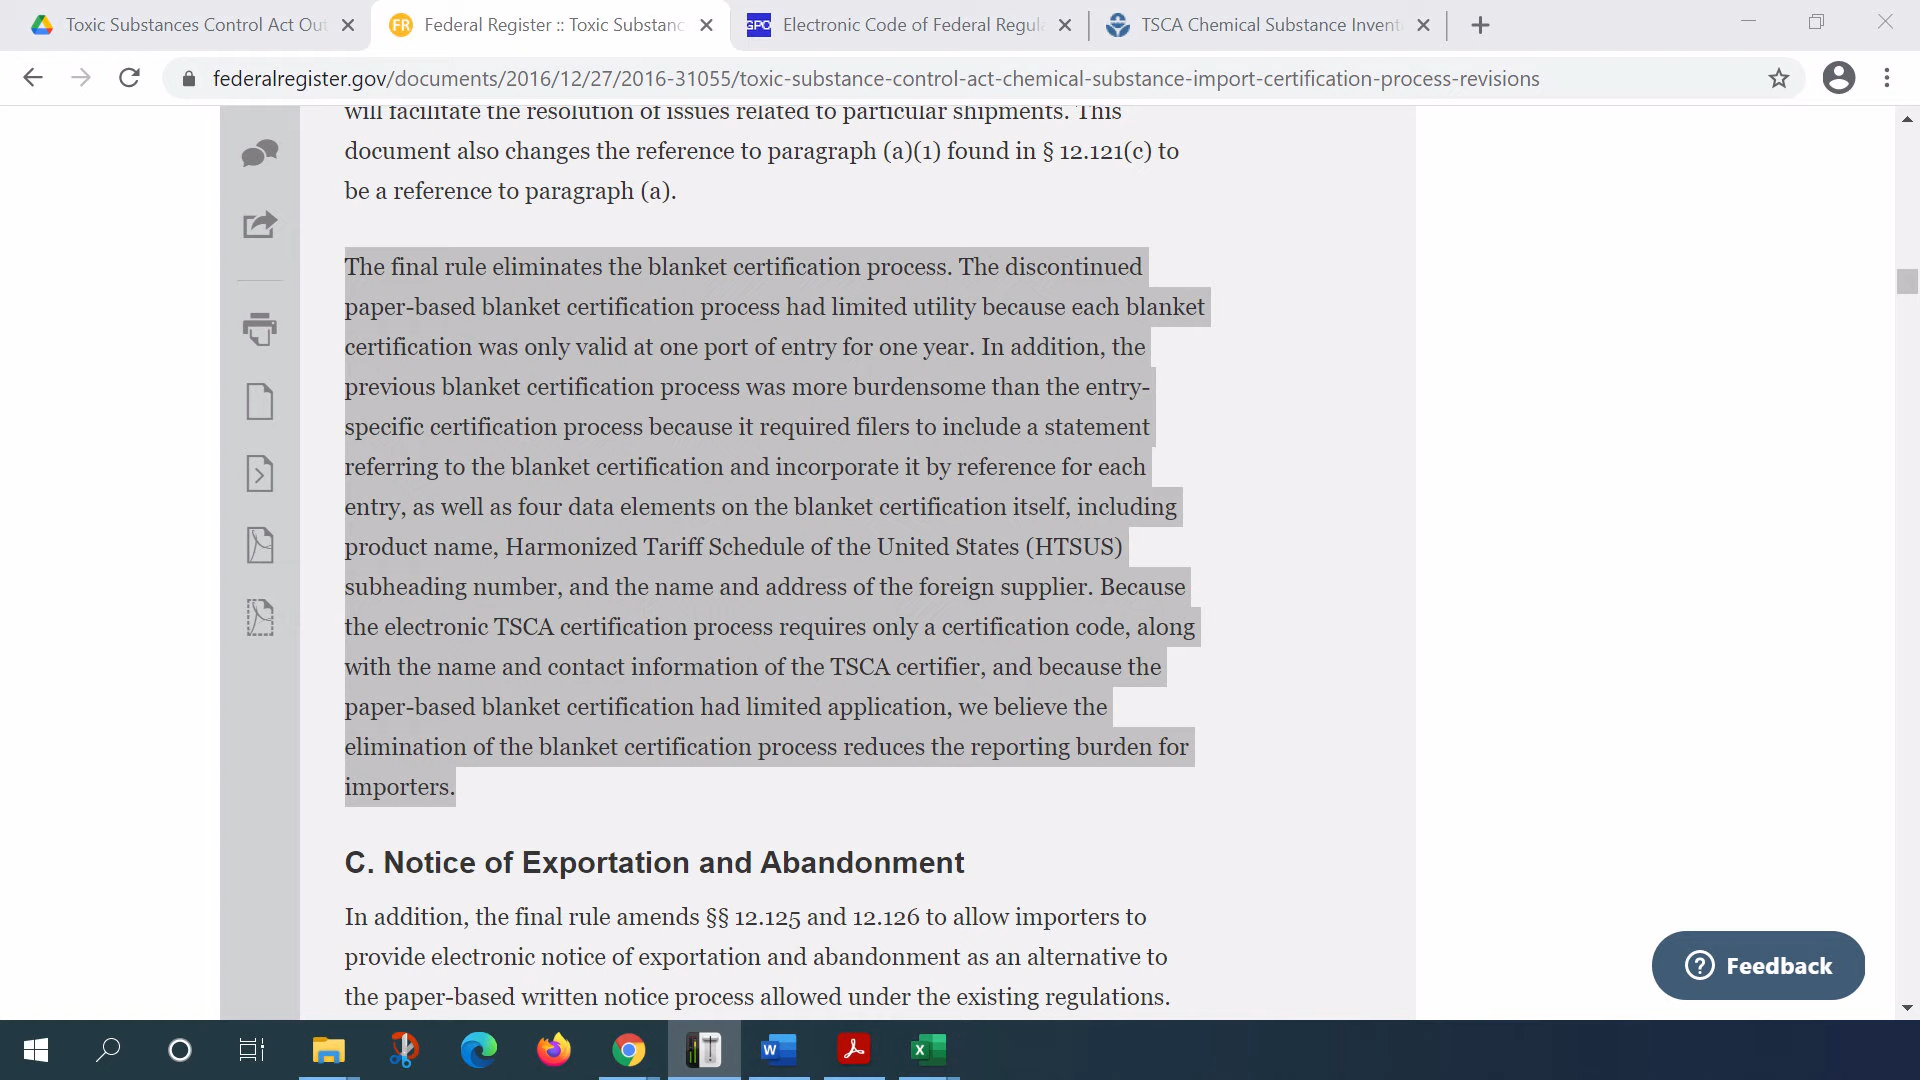 Toxic Substances Control Act Out
Federal Register :: Toxic Substanc
Electronic Code of Federal Regula
TSCA Chemical Substance Invent
federalregister.gov/documents/2016/12/27/2016-31055/toxic-substance-control-act-chemical-substance-import-certification-process-revisions
will facilitate the resolution of issues related to particular shipments. This
document also changes the reference to paragraph (a)(1) found in § 12.121(c) to
be a reference to paragraph (a).
The final rule eliminates the blanket certification process. The discontinued
paper-based blanket certification process had limited utility because each blanket
certification was only valid at one port of entry for one year. In addition, the
previous blanket certification process was more burdensome than the entry-
specific certification process because it required filers to include a statement
referring to the blanket certification and incorporate it by reference for each
entry, as well as four data elements on the blanket certification itself, including
product name, Harmonized Tariff Schedule of the United States (HTSUS)
subheading number, and the name and address of the foreign supplier. Because
the electronic TSCA certification process requires only a certification code, along
with the name and contact information of the TSCA certifier, and because the
paper-based blanket certification had limited application, we believe the
elimination of the blanket certification process reduces the reporting burden for
importers.
C. Notice of Exportation and Abandonment
In addition, the final rule amends §§ 12.125 and 12.126 to allow importers to
provide electronic notice of exportation and abandonment as an alternative to
the paper-based written notice process allowed under the existing regulations.
Feedback